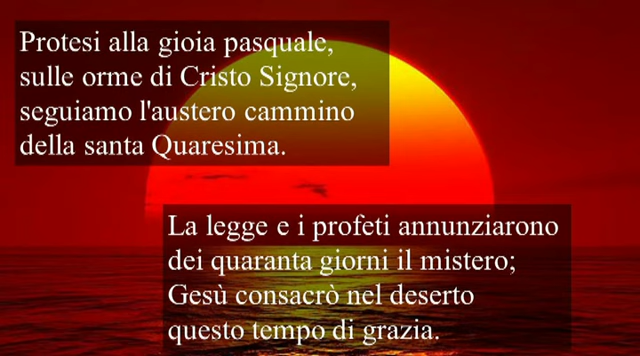 Protesi alla gioia pasquale,
sulle orme di Cristo Signore,
seguiamo l'austero cammino
della santa Quaresima.
La legge e i profeti annunziarono
dei quaranta giorni il mistero;
Gesù consacrò nel deserto
questo tempo di grazia.